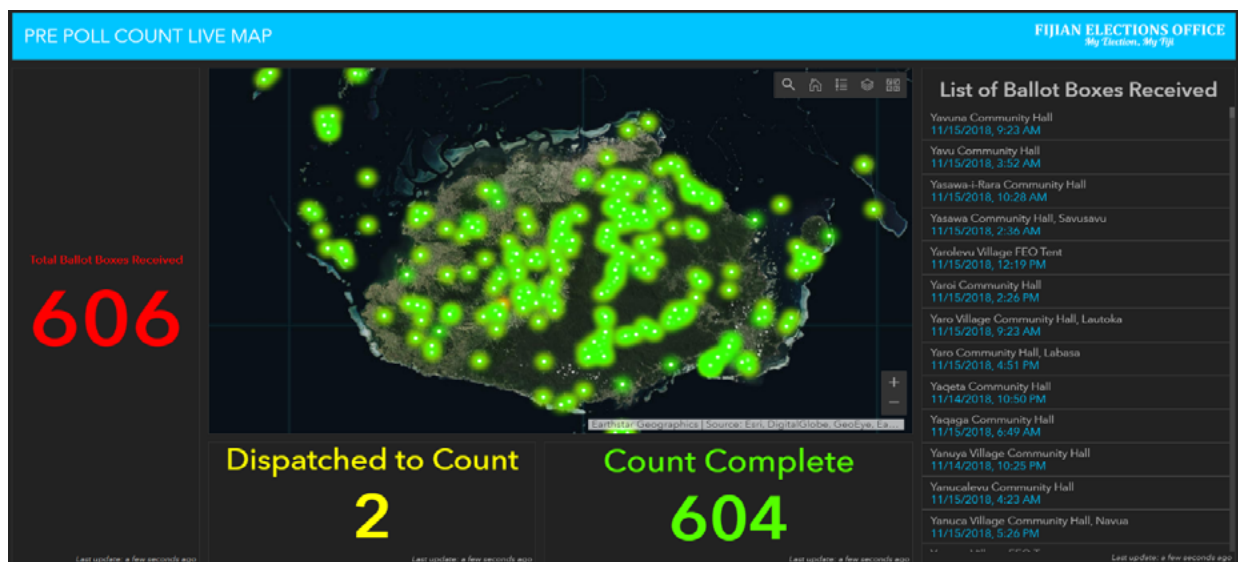 PRE POLL COUNT LIVE MAP
FIJIAN ELECTIONS OFFICE
My Election, My Fiji
Total Ballot Boxes Received
606
Last update: a few seconds ago
Earthstar Geographics | Source: Esri, DigitalGlobe, GeoEye, Ea...
Dispatched to Count
2
Last update: a few seconds ago
Count Complete
604
Last update: a few seconds ago
List of Ballot Boxes Received
Yavuna Community Hall
11/15/2018, 9:23 AM
Yavu Community Hall
11/15/2018, 3:52 AM
Yasawa-i-Rara Community Hall
11/15/2018, 10:28 AM
Yasawa Community Hall, Savusavu
11/15/2018, 2:36 AM
Yarolevu Village FEO Tent
11/15/2018, 12:19 PM
Yaroi Community Hall
11/15/2018, 2:26 PM
Yaro Village Community Hall, Lautoka
11/15/2018, 9:23 AM
Yaro Community Hall, Labasa
11/15/2018, 4:51 PM
Yaqeta Community Hall
11/14/2018, 10:50 PM
Yaqaga Community Hall
11/15/2018, 6:49 AM
Yanuya Village Community Hall
11/14/2018, 10:25 PM
Yanucalevu Community Hall
11/15/2018, 4:23 AM
Yanuca Village Community Hall, Navua
11/15/2018, 5:26 PM
Last update: a few seconds ago